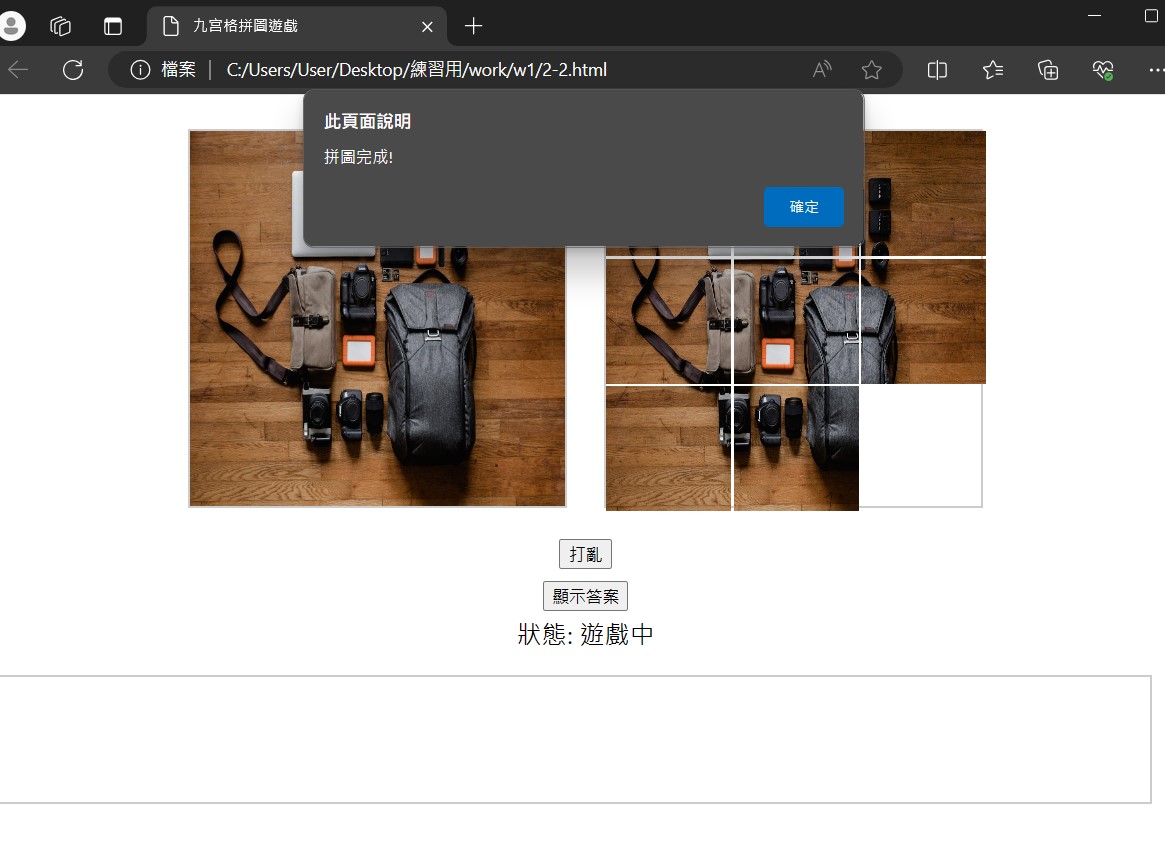 九宮格拼圖遊戲
檔案
C:/Users/User/Desktop/練習用/work/w1/2-2.html
此頁面說明
拼圖完成!
確定
打亂
顯示答案
狀態: 遊戲中